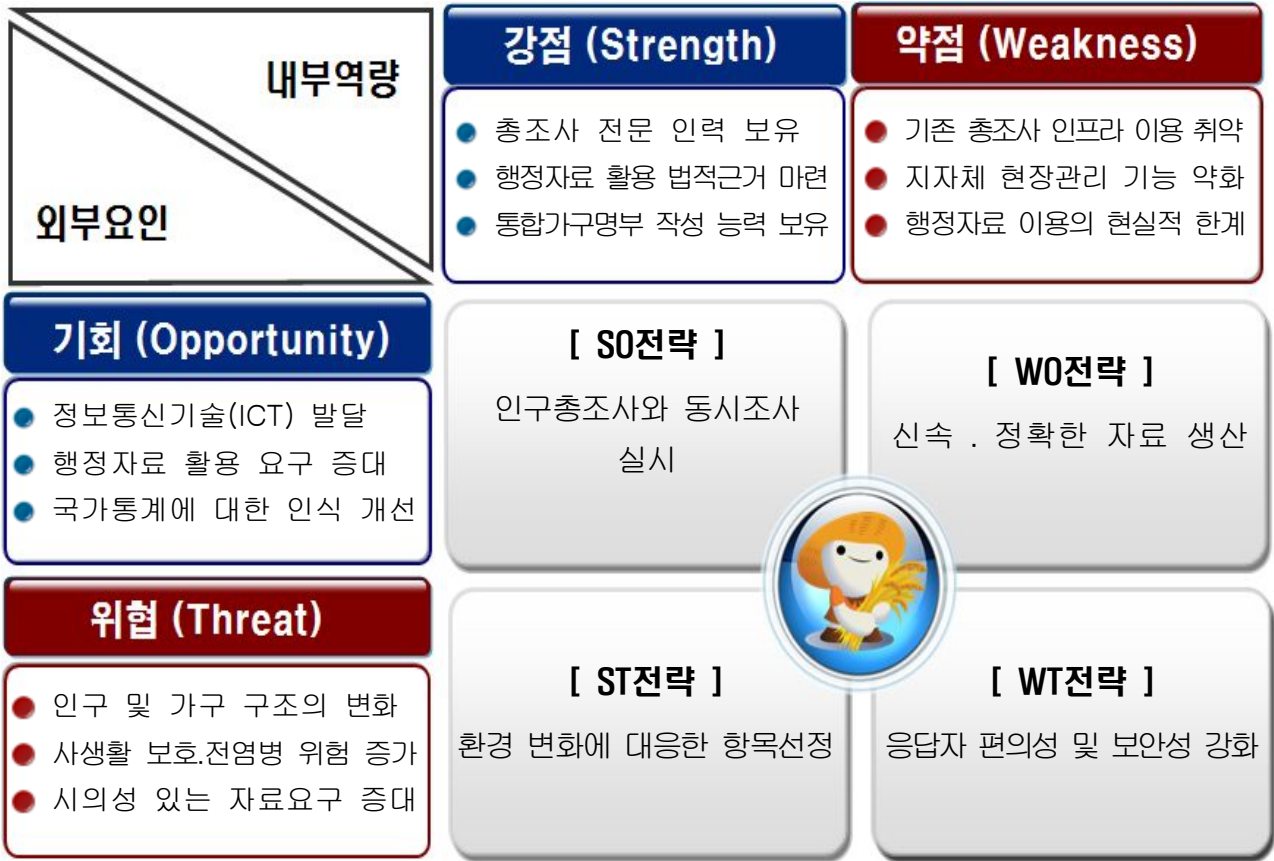 내부역량
외부요인
강점 (Strength)
총조사 전문 인력 보유
행정자료 활용 법적근거 마련
통합가구명부 작성 능력 보유
약점 (Weakness)
기존 총조사 인프라 이용 취약
지자체 현장관리 기능 약화
행정자료 이용의 현실적 한계
기회 (Opportunity)
정보통신기술(ICT) 발달
행정자료 활용 요구 증대
국가통계에 대한 인식 개선
[ SO전략 ]
인구총조사와 동시조사
실시
[ WO전략 ]
신속 . 정확한 자료 생산
위협 (Threat)
인구 및 가구 구조의 변화
사생활 보호.전염병 위험 증가
시의성 있는 자료요구 증대
[ ST전략 ]
환경 변화에 대응한 항목선정
[ WT전략 ]
응답자 편의성 및 보안성 강화